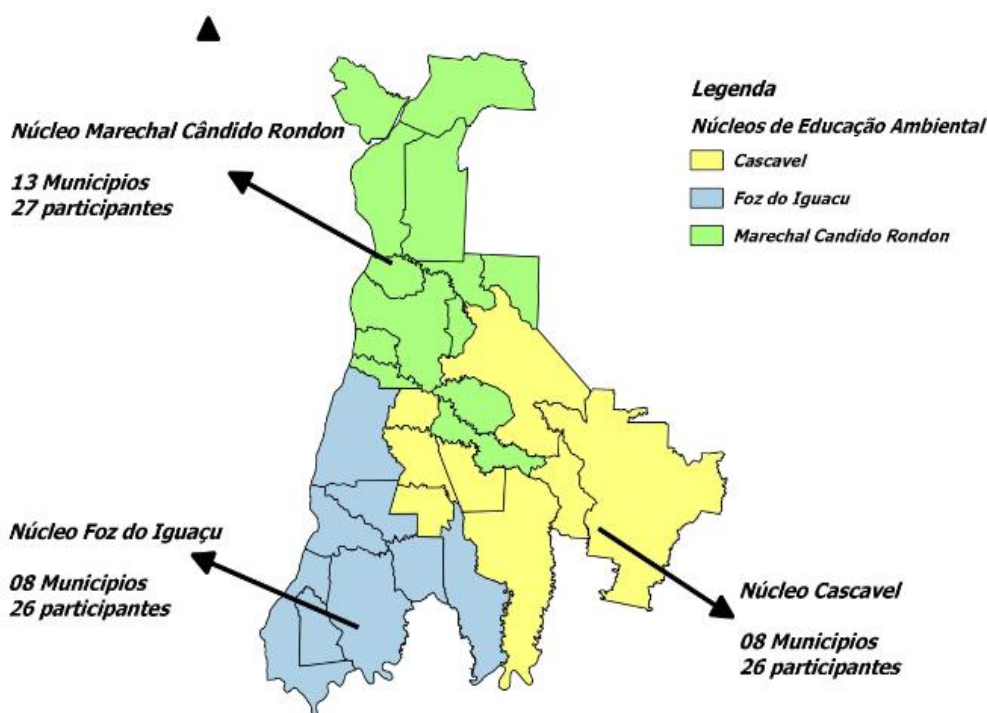 Núcleo Marechal Cândido Rondon
13 Municipios
27 participantes
Legenda
Núcleos de Educação Ambiental
Cascavel
Foz do Iguacu
Marechal Candido Rondon
Núcleo Foz do Iguaçu
08 Municipios
26 participantes
Núcleo Cascavel
08 Municipios
26 participantes